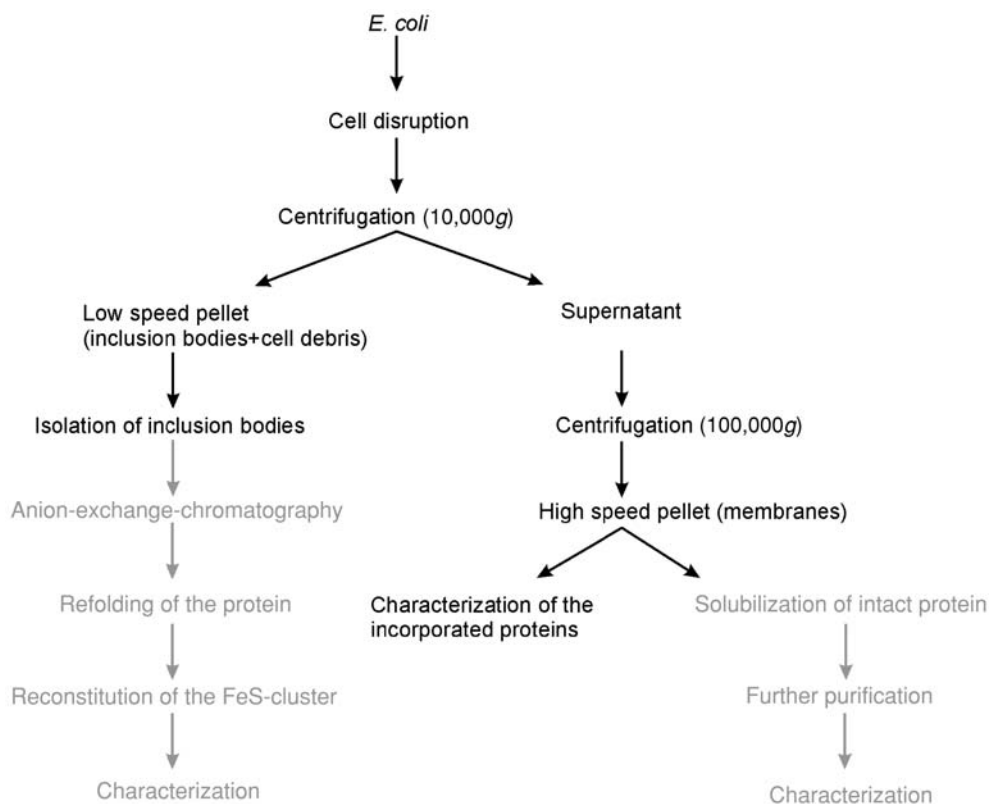 E. coli
Cell disruption
Centrifugation (10,000g)
Low speed pellet
(inclusion bodies+cell debris)
Supernatant
Isolation of inclusion bodies
Centrifugation (100,000g)
Anion-exchange-chromatography
High speed pellet (membranes)
Refolding of the protein
Characterization of the
incorporated proteins
Solubilization of intact protein
Reconstitution of the FeS-cluster
Further purification
Characterization
Characterization